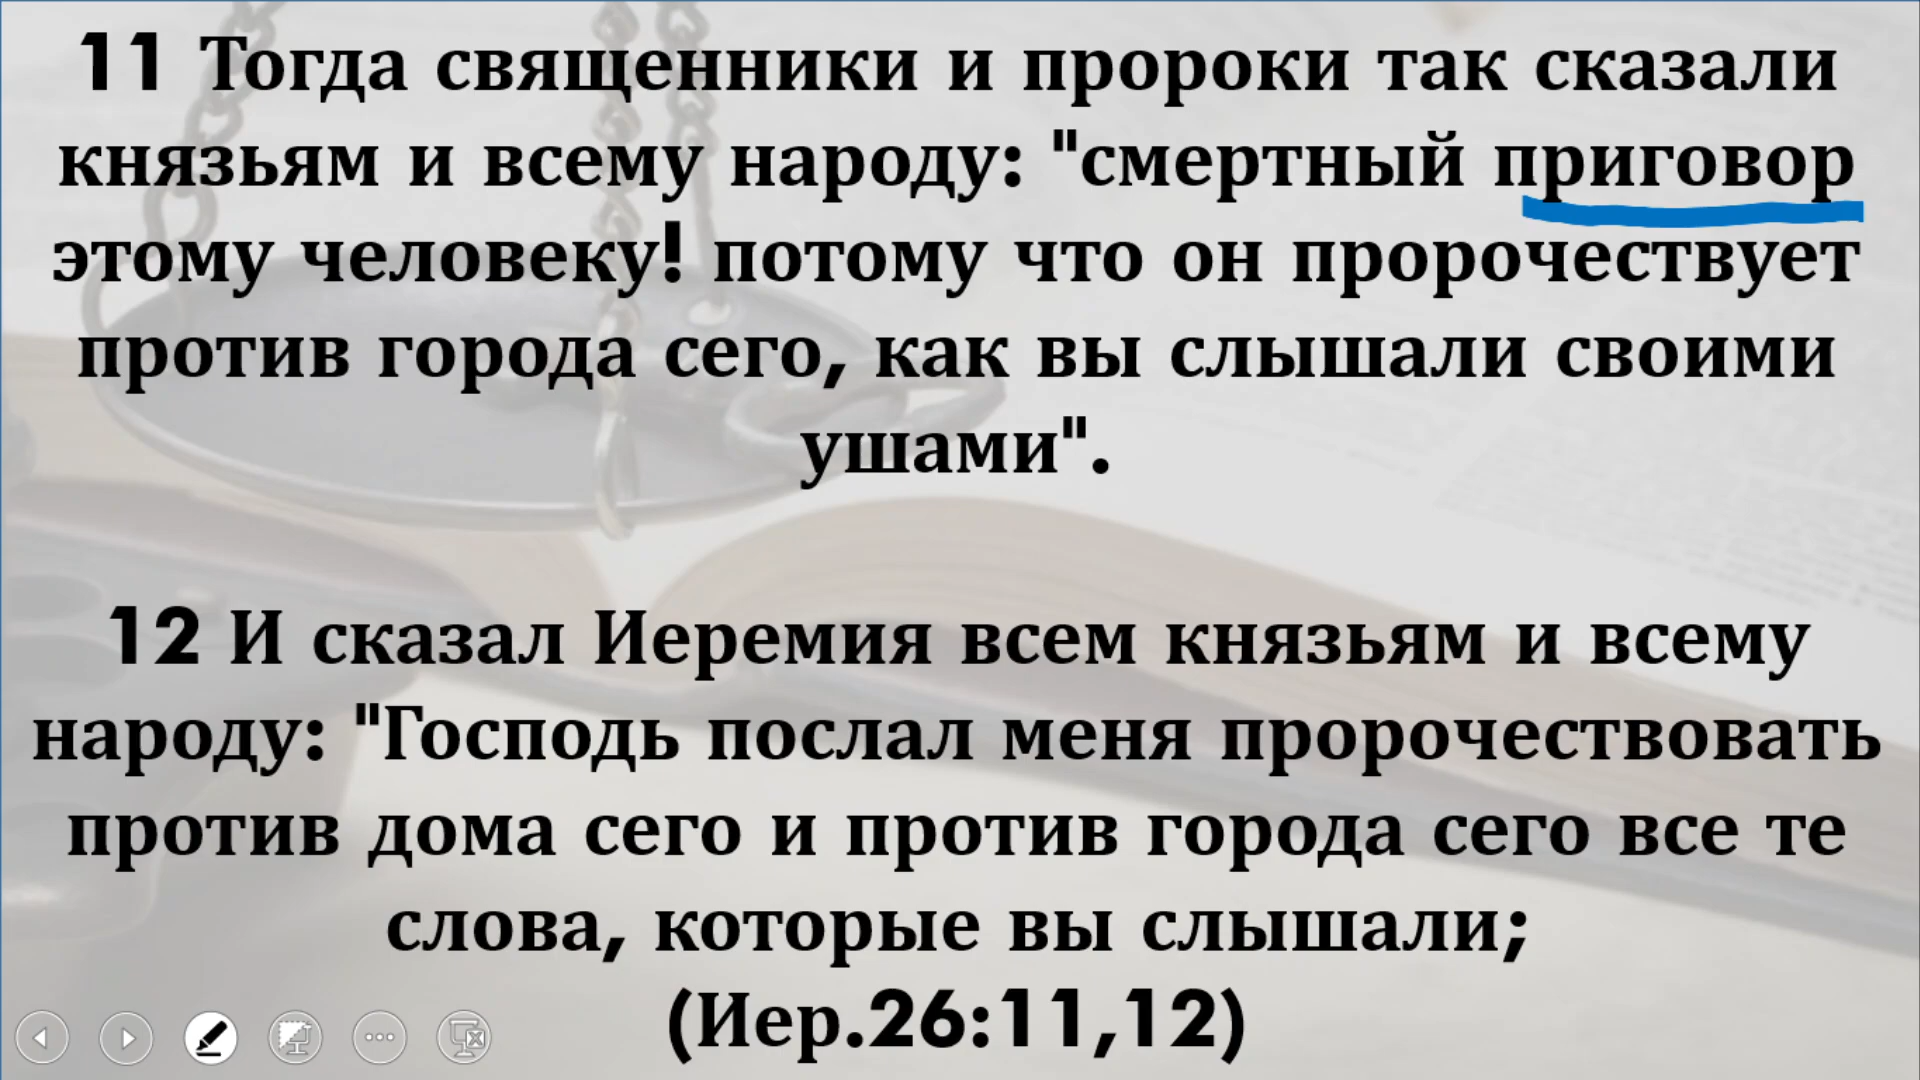 11 Тогда священники и пророки так сказали
князьям и всему народу: "смертный приговор
этому человеку! потому что он пророчествует
против города сего, как вы слышали своими
ушами".
12 И сказал Иеремия всем князьям и всему
народу: "Господь послал меня пророчествовать
против дома сего и против города сего все те
слова, которые вы слышали;
(Иер.26:11,12)